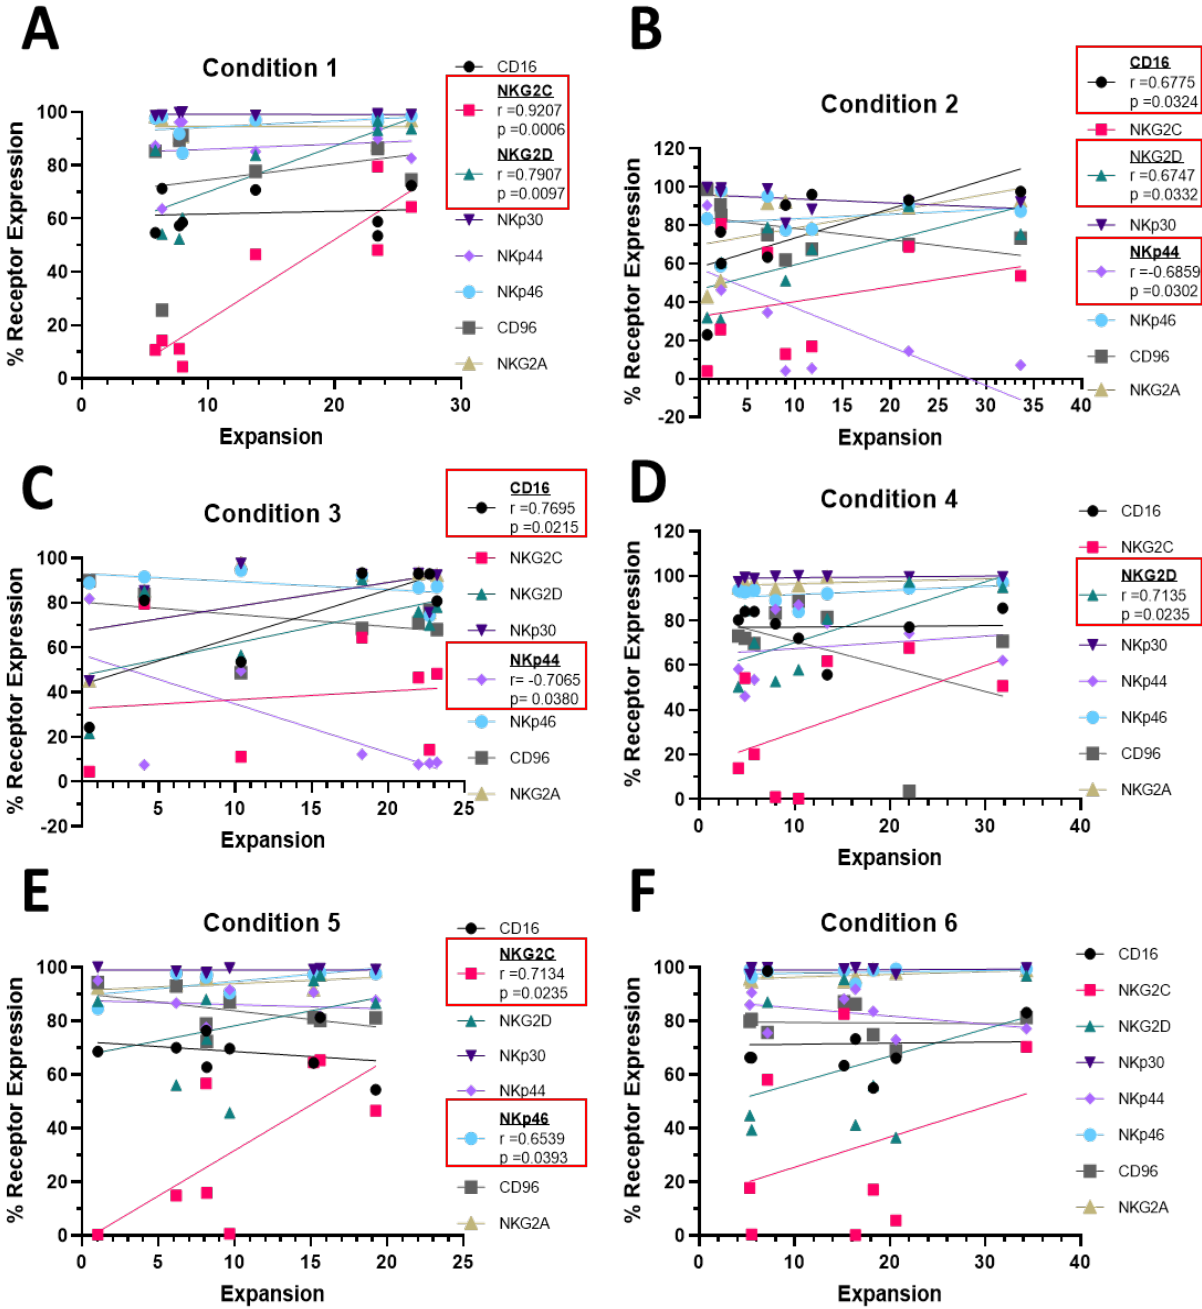 A
Condition 1
% Receptor Expression
100
80
60
40
20
0
0
10
20
30
Expansion
CD16
NKG2C
r =0.9207
p =0.0006
NKG2D
r =0.7907
p =0.0097
NKp30
NKp44
NKp46
CD96
NKG2A
B
Condition 2
% Receptor Expression
120
100
80
60
40
20
0
-20
5
10
15
20
25
30
35
40
Expansion
CD16
r =0.6775
p =0.0324
NKG2C
NKG2D
r =0.6747
p =0.0332
NKp30
NKp44
r =-0.6859
p =0.0302
NKp46
CD96
NKG2A
C
Condition 3
% Receptor Expression
100
80
60
40
20
0
-20
5
10
15
20
25
Expansion
CD16
r =0.7695
p =0.0215
NKG2C
NKG2D
NKp30
NKp44
r= -0.7065
p= 0.0380
NKp46
CD96
NKG2A
D
Condition 4
% Receptor Expression
120
100
80
60
40
20
0
0
10
20
30
40
Expansion
CD16
NKG2C
NKG2D
r =0.7135
p =0.0235
NKp30
NKp44
NKp46
CD96
NKG2A
E
Condition 5
% Receptor Expression
100
80
60
40
20
0
0
5
10
15
20
25
Expansion
CD16
NKG2C
r =0.7134
p =0.0235
NKG2D
NKp30
NKp44
NKp46
r =0.6539
p =0.0393
CD96
NKG2A
F
Condition 6
% Receptor Expression
100
80
60
40
20
0
0
10
20
30
40
Expansion
CD16
NKG2C
NKG2D
NKp30
NKp44
NKp46
CD96
NKG2A